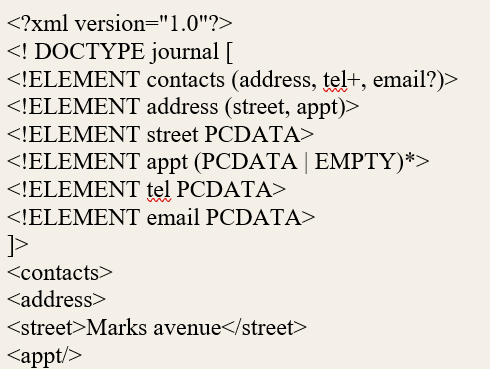 <?xml version="1.0"?>
<! DOCTYPE journal [
<!ELEMENT contacts (address, tel+, email?)>
<!ELEMENT address (street, appt)>
<!ELEMENT street PCDATA>
<!ELEMENT appt (PCDATA | EMPTY)*>
<!ELEMENT tel PCDATA>
<!ELEMENT email PCDATA>
]>
<contacts>
<address>
<street>Marks avenue</street>
<appt/>